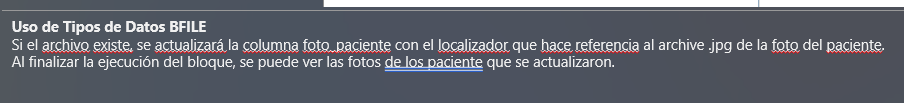 Uso de Tipos de Datos BFILE
Si el archivo existe, se actualizará la columna foto_paciente con el localizador que hace referencia al archive .jpg de la foto del paciente.
Al finalizar la ejecución del bloque, se puede ver las fotos de los paciente que se actualizaron.